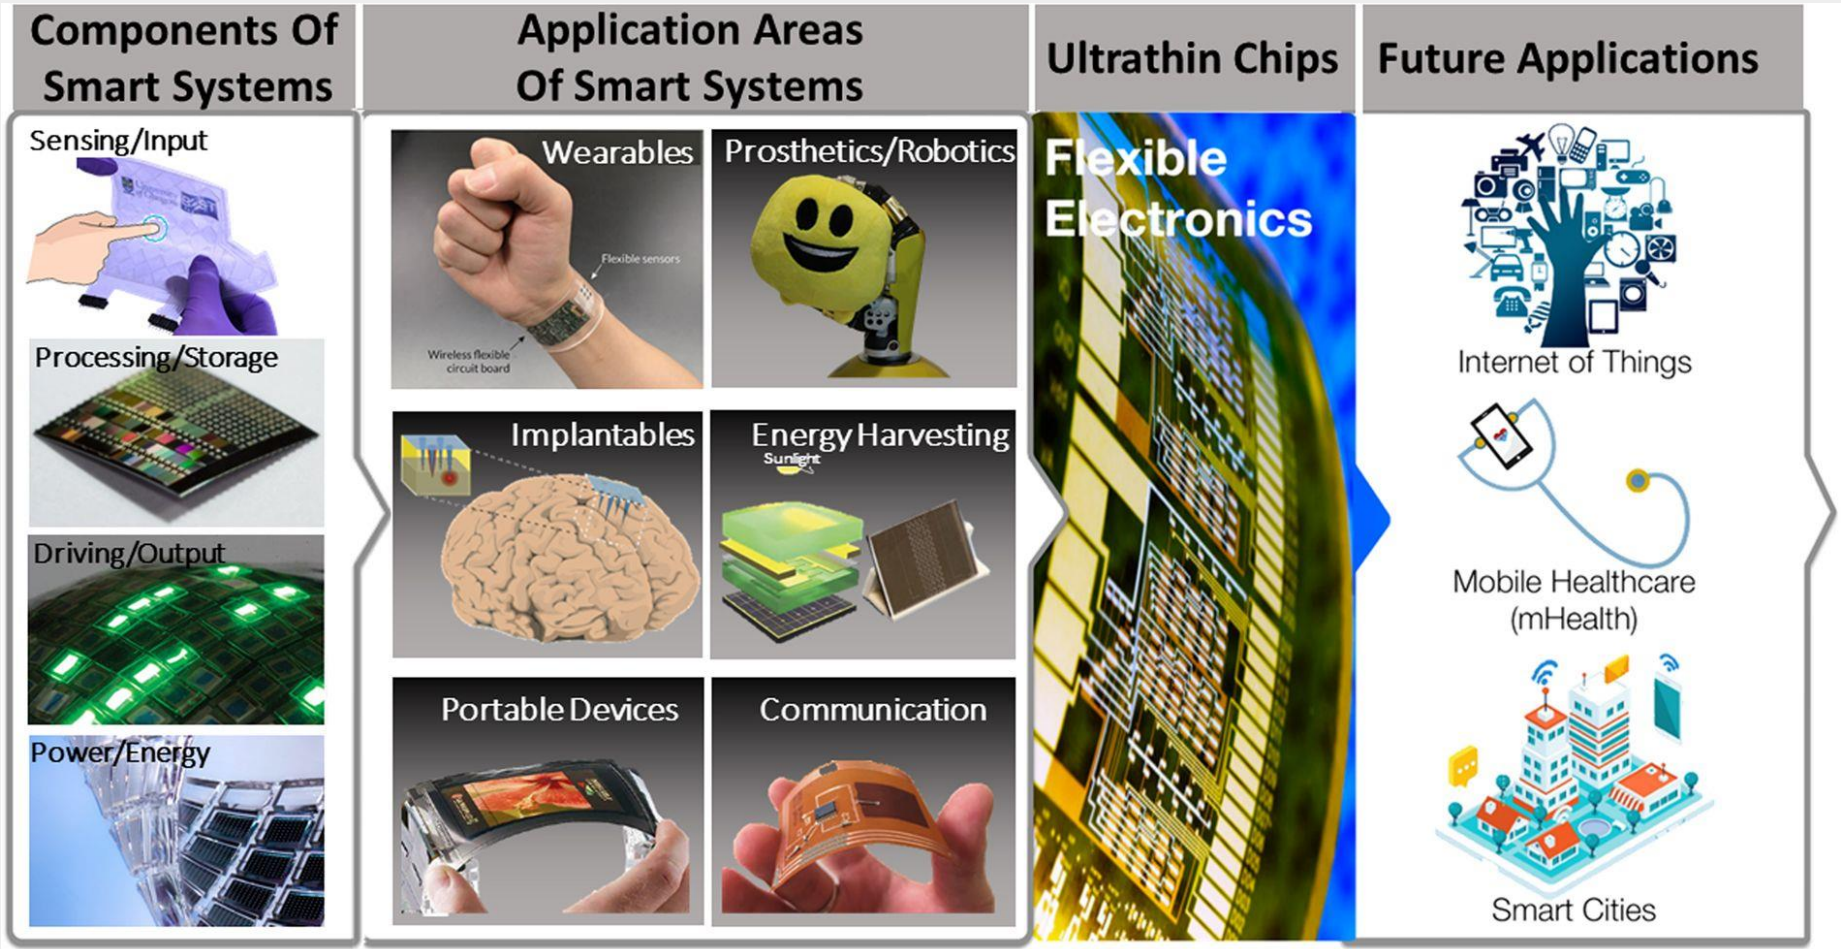 Components Of
Smart Systems
Application Areas
Of Smart Systems
Ultrathin Chips
Future Applications
Sensing/Input
Processing/Storage
Driving/Output
Power/Energy
Wearables
Flexible sensors
Wireless flexible
circuit board
Prosthetics/Robotics
Implantables
Energy Harvesting
Sunlight
Portable Devices
Communication
Flexible
Electronics
Internet of Things
Mobile Healthcare
(mHealth)
Smart Cities